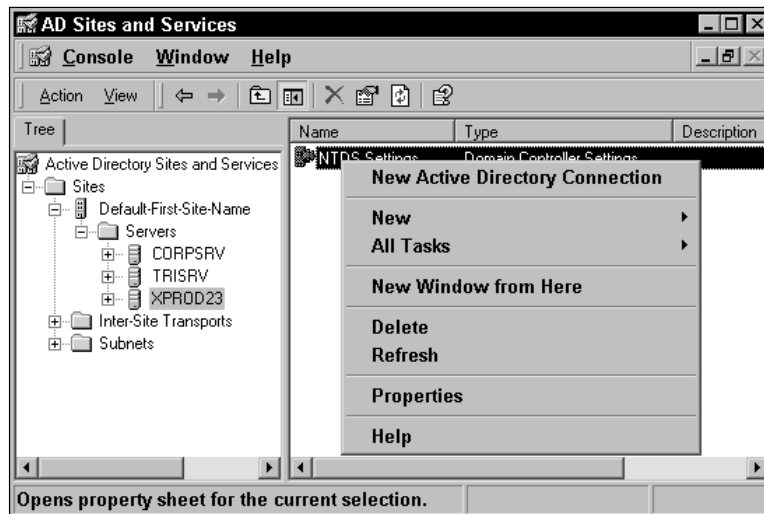 AD Sites and Services
Console Window Help
Action View
Tree
Name Type Description
Active Directory Sites and Services
Sites
Default-First-Site-Name
Servers
CORPSRV
TRISRV
XPROD23
Inter-Site Transports
Subnets
NTDS Settings Domain Controller Settings
New Active Directory Connection
New
All Tasks
New Window from Here
Delete
Refresh
Properties
Help
Opens property sheet for the current selection.